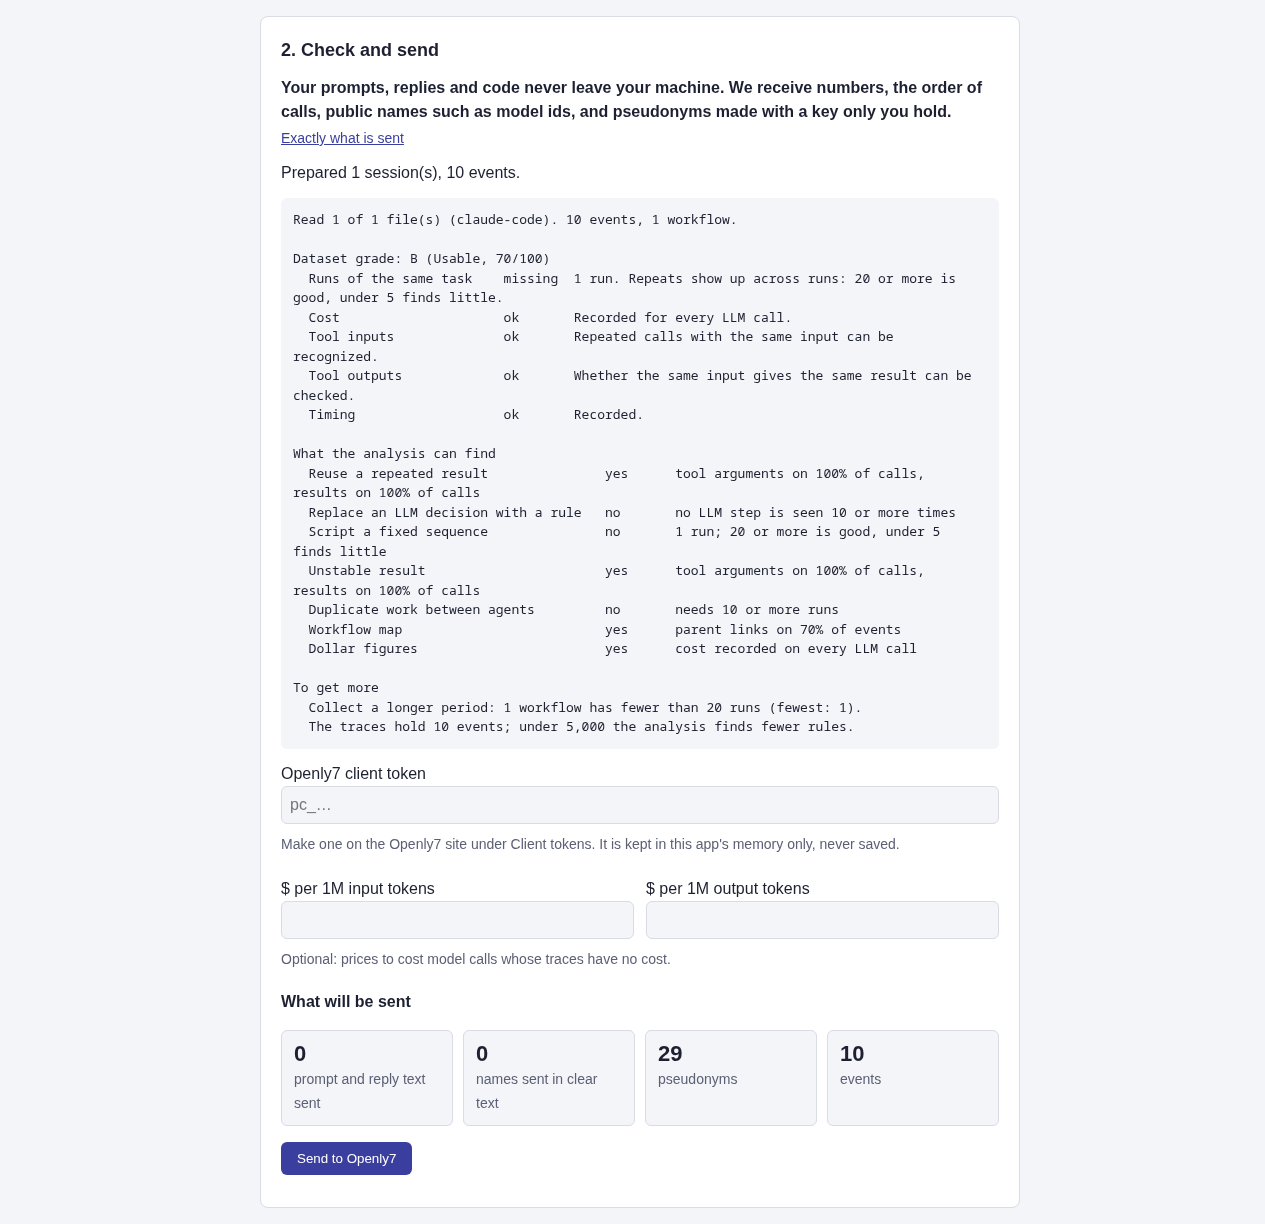 2. Check and send
Your prompts, replies and code never leave your machine. We receive numbers, the order of
calls, public names such as model ids, and pseudonyms made with a key only you hold.
Exactly what is sent
Prepared 1 session(s), 10 events.
Read 1 of 1 file(s) (claude-code). 10 events, 1 workflow.
Dataset grade: B (Usable, 70/100)
Runs of the same task missing 1 run. Repeats show up across runs: 20 or more is
good, under 5 finds little.
Cost ok Recorded for every LLM call.
Tool inputs ok Repeated calls with the same input can be
recognized.
Tool outputs ok Whether the same input gives the same result can be
checked.
Timing ok Recorded.
What the analysis can find
Reuse a repeated result yes tool arguments on 100% of calls,
results on 100% of calls
Replace an LLM decision with a rule no no LLM step is seen 10 or more times
Script a fixed sequence no 1 run; 20 or more is good, under 5
finds little
Unstable result yes tool arguments on 100% of calls,
results on 100% of calls
Duplicate work between agents no needs 10 or more runs
Workflow map yes parent links on 70% of events
Dollar figures yes cost recorded on every LLM call
To get more
Collect a longer period: 1 workflow has fewer than 20 runs (fewest: 1).
The traces hold 10 events; under 5,000 the analysis finds fewer rules.
Openly7 client token
pc_…
Make one on the Openly7 site under Client tokens. It is kept in this app's memory only, never saved.
$ per 1M input tokens $ per 1M output tokens
Optional: prices to cost model calls whose traces have no cost.
What will be sent
0
prompt and reply text
sent
0
names sent in clear
text
29
pseudonyms
10
events
Send to Openly7